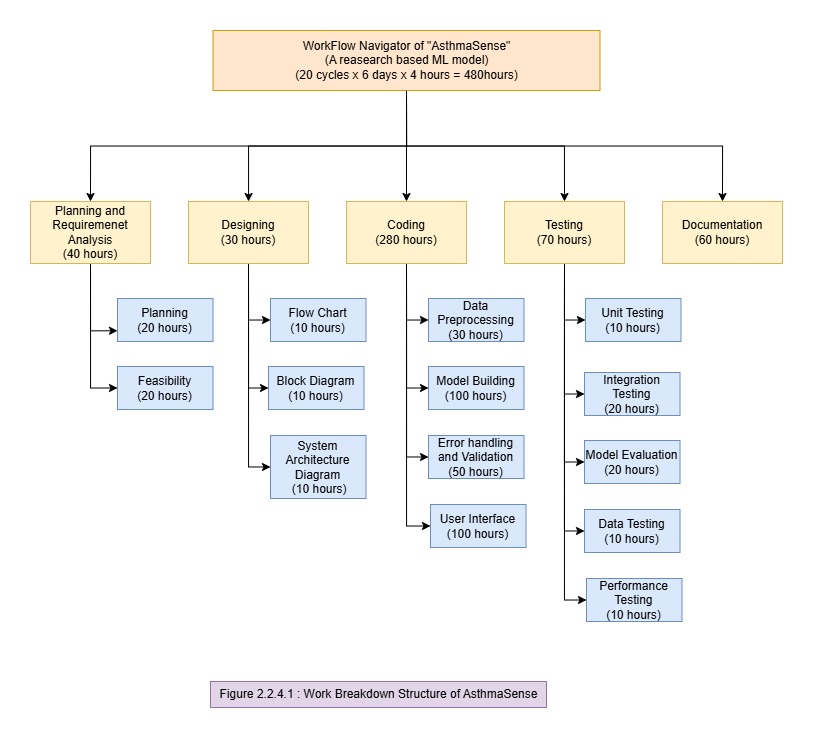 WorkFlow Navigator of "AsthmaSense"
(A reasearch based ML model)
(20 cycles x 6 days x 4 hours = 480hours)
Planning and
Requiremenet
Analysis
(40 hours)
Designing
(30 hours)
Coding
(280 hours)
Testing
(70 hours)
Documentation
(60 hours)
Planning
(20 hours)
Feasibility
(20 hours)
Flow Chart
(10 hours)
Block Diagram
(10 hours)
System
Architecture
Diagram
(10 hours)
Data
Preprocessing
(30 hours)
Model Building
(100 hours)
Error handling
and Validation
(50 hours)
User Interface
(100 hours)
Unit Testing
(10 hours)
Integration
Testing
(20 hours)
Model Evaluation
(20 hours)
Data Testing
(10 hours)
Performance
Testing
(10 hours)
Figure 2.2.4.1 : Work Breakdown Structure of AsthmaSense